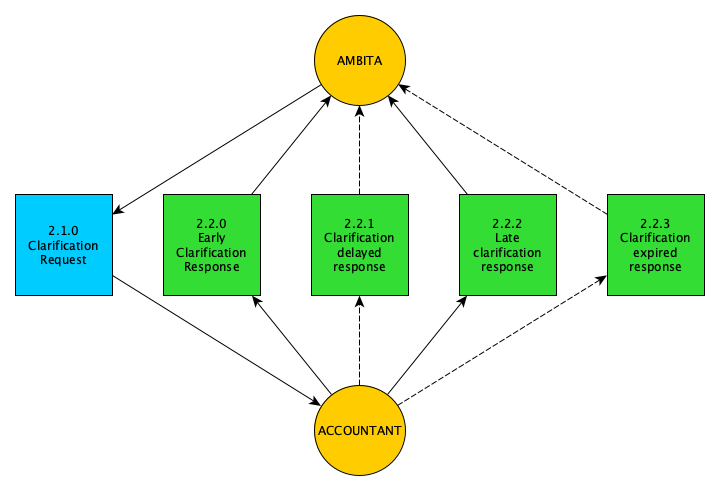 AMBITA
2.1.0
Clarification
Request
2.2.0
Early
Clarification
Response
2.2.1
Clarification
delayed
response
2.2.2
Late
clarification
response
2.2.3
Clarification
expired
response
ACCOUNTANT